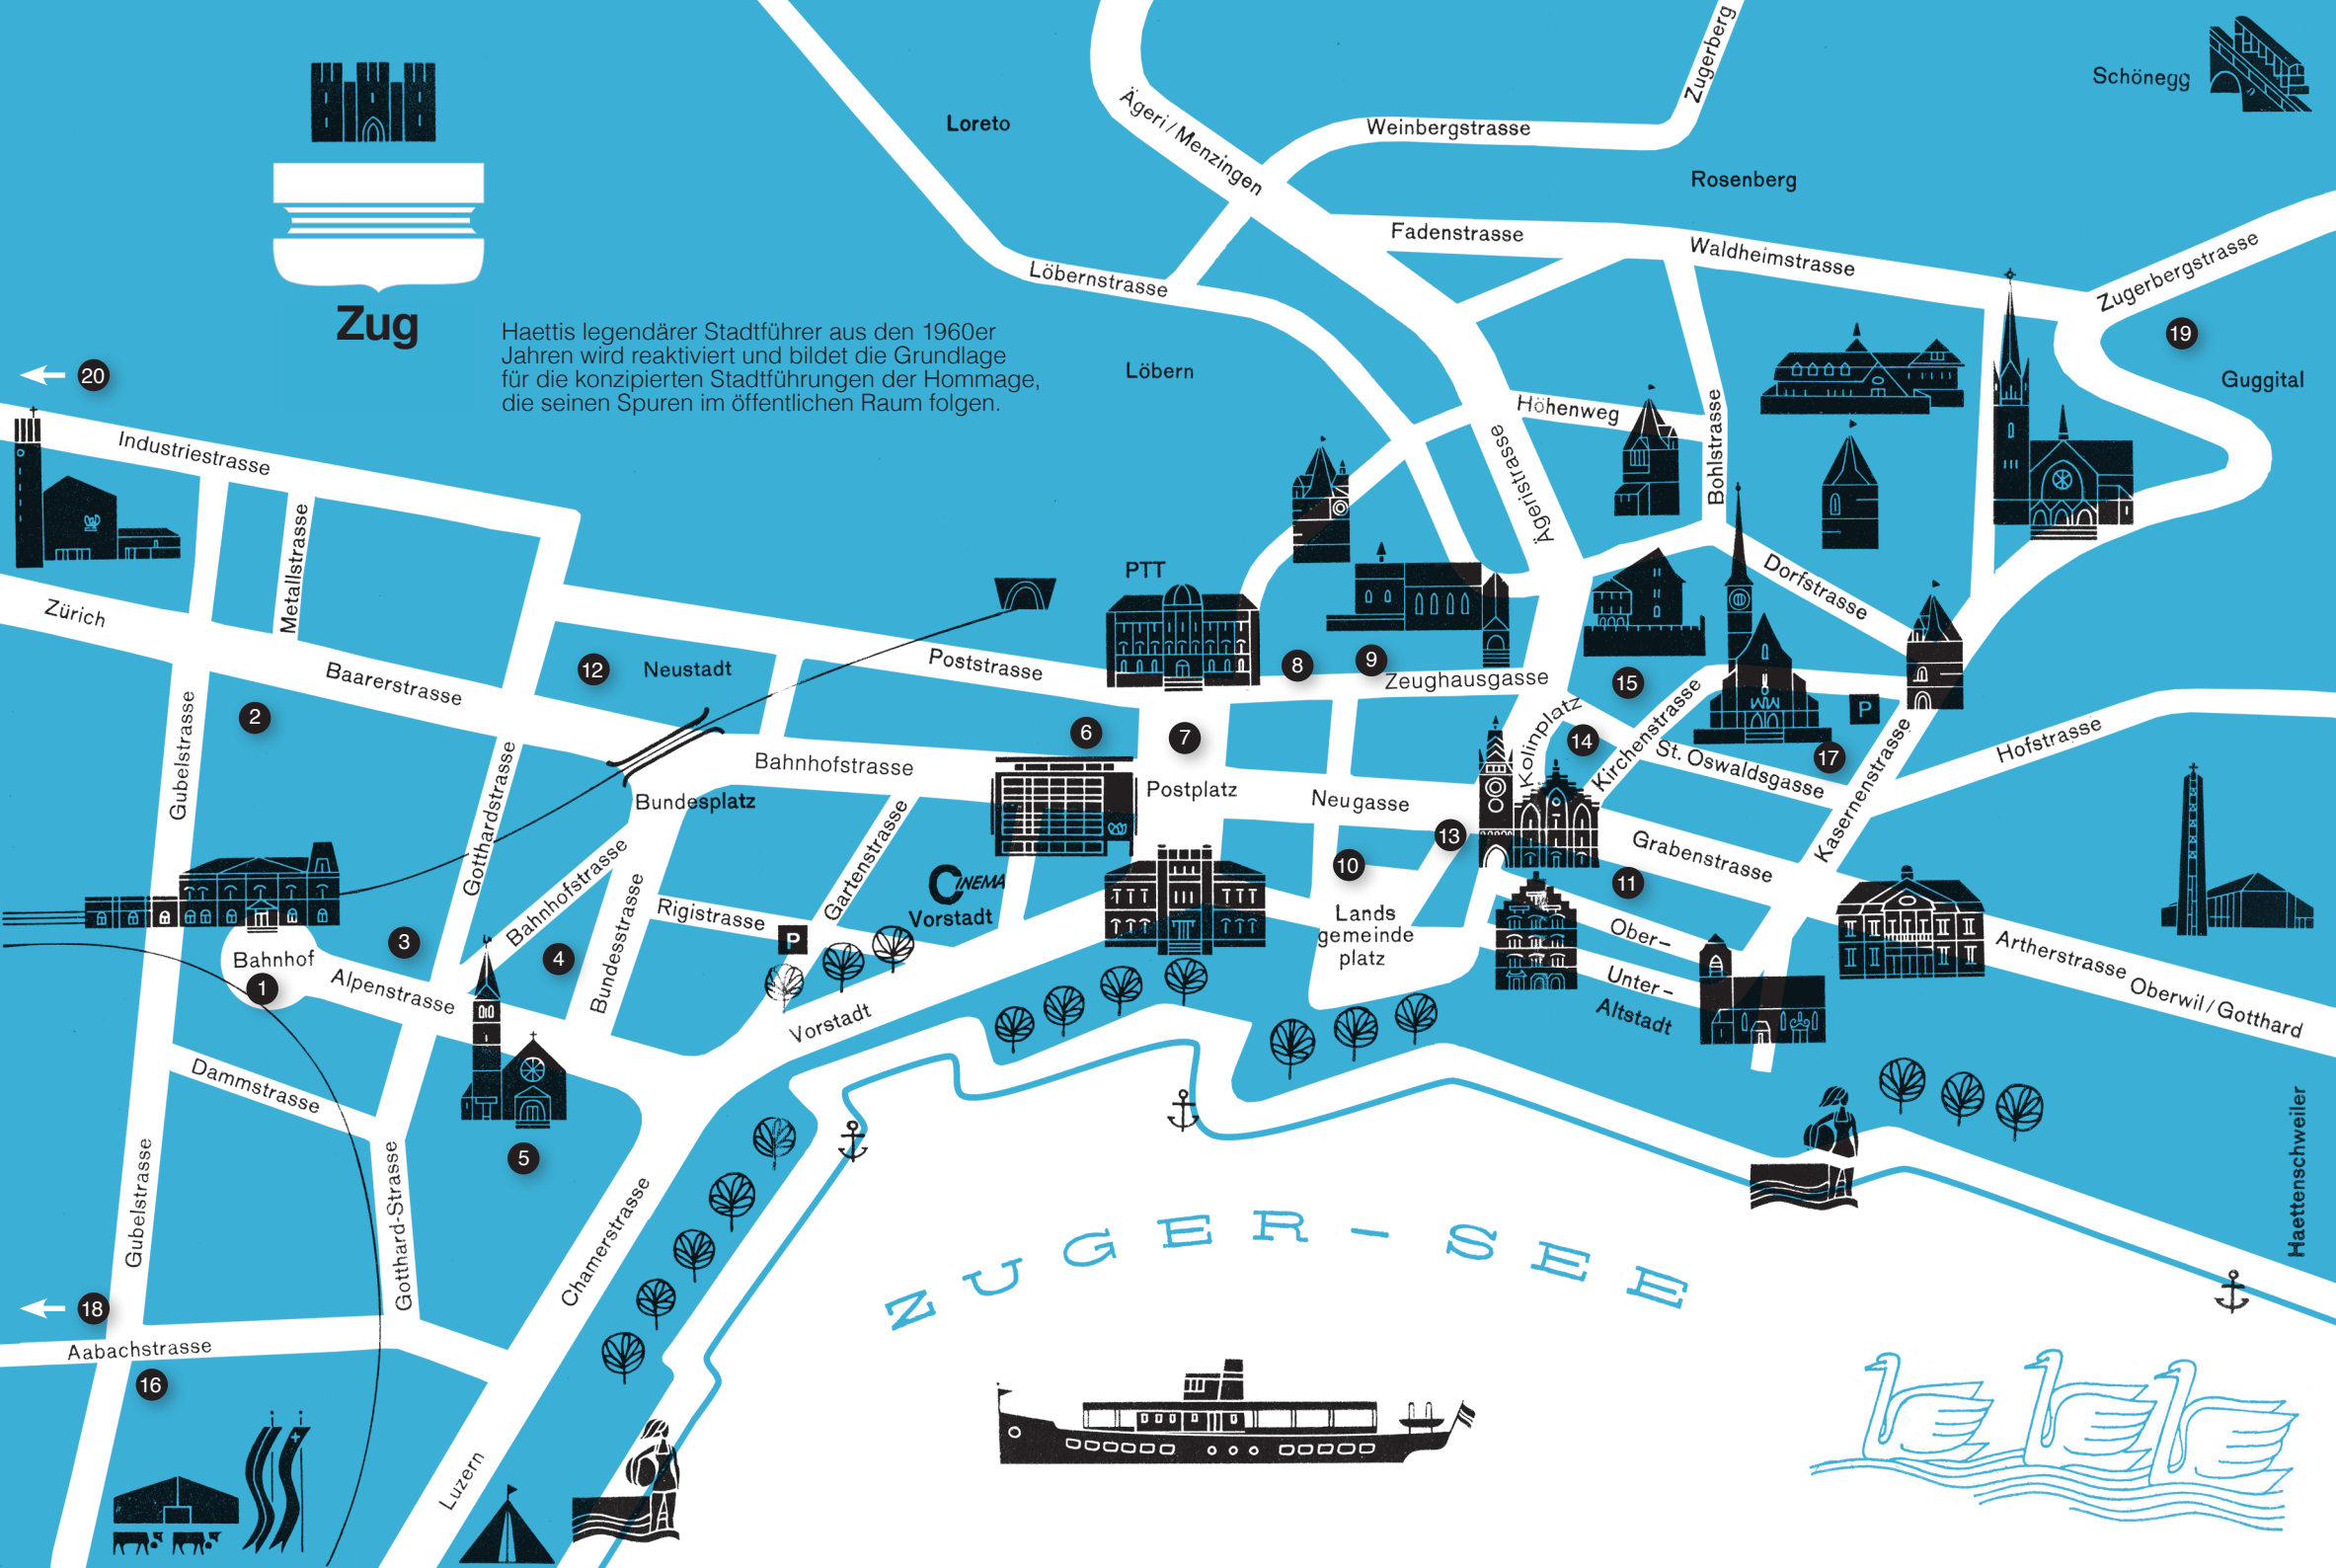 Zugerberg
Schönegg
Ägeri/Menzingen
Loreto
Weinbergstrasse
Rosenberg
Fadenstrasse
Waldheimstrasse
Zugerbergstrasse
Löbernstrasse
Zug
Haettis legendärer Stadtführer aus den 1960er
Jahren wird reaktiviert und bildet die Grundlage
für die konzipierten Stadtführungen der Hommage,
die seinen Spuren im öffentlichen Raum folgen.
19
20
Löbern
Guggital
Höhenweg
Bohlstrasse
Ägeristrasse
Industriestrasse
Metallstrasse
PTT
Dorfstrasse
Zürich
Baarerstrasse
12
Neustadt
Poststrasse
8
9
Zeughausgasse
15
Kirchenstrasse
P
2
Gubelstrasse
Gotthardstrasse
Bahnhofstrasse
6
7
Kolinplatz
14
St. Oswaldsgasse
17
Kasernenstrasse
Hofstrasse
Bundesplatz
Postplatz
Neugasse
13
Grabenstrasse
Gartenstrasse
Bahnhofstrasse
Bundesstrasse
CINEMA
Vorstadt
10
11
Rigistrasse
P
Lands
gemeinde
platz
Ober-
Unter-
Altstadt
Artherstrasse
Oberwil/Gotthard
Bahnhof
1
3
Alpenstrasse
4
Vorstadt
Dammstrasse
5
Gubelstrasse
Gotthard-Strasse
Chamerstrasse
Haettenschweiler
ZUGER-SEE
18
Aabachstrasse
16
Luzern